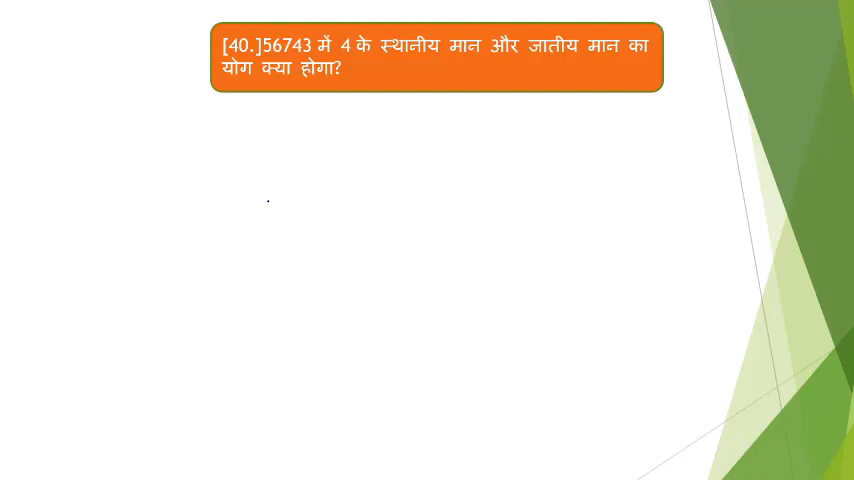 [40.]56743 में 4 के स्थानीय मान और जातीय मान का
योग क्या होगा?